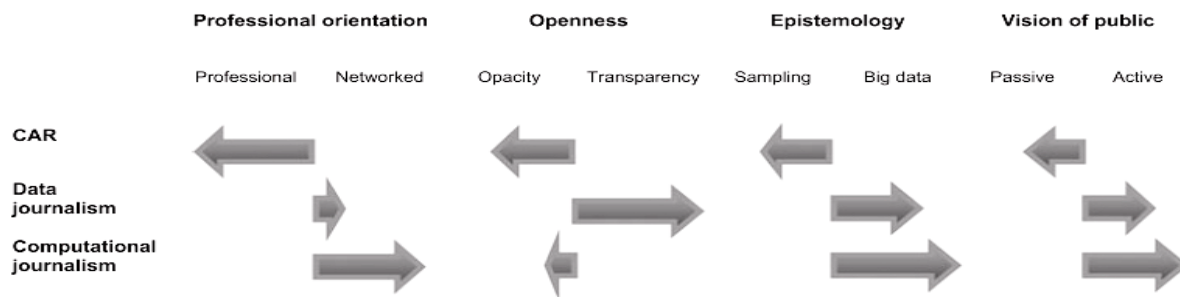 Professional orientation Openness Epistemology Vision of public
Professional Networked Opacity Transparency Sampling Big data Passive Active
CAR
Data
journalism
Computational
journalism